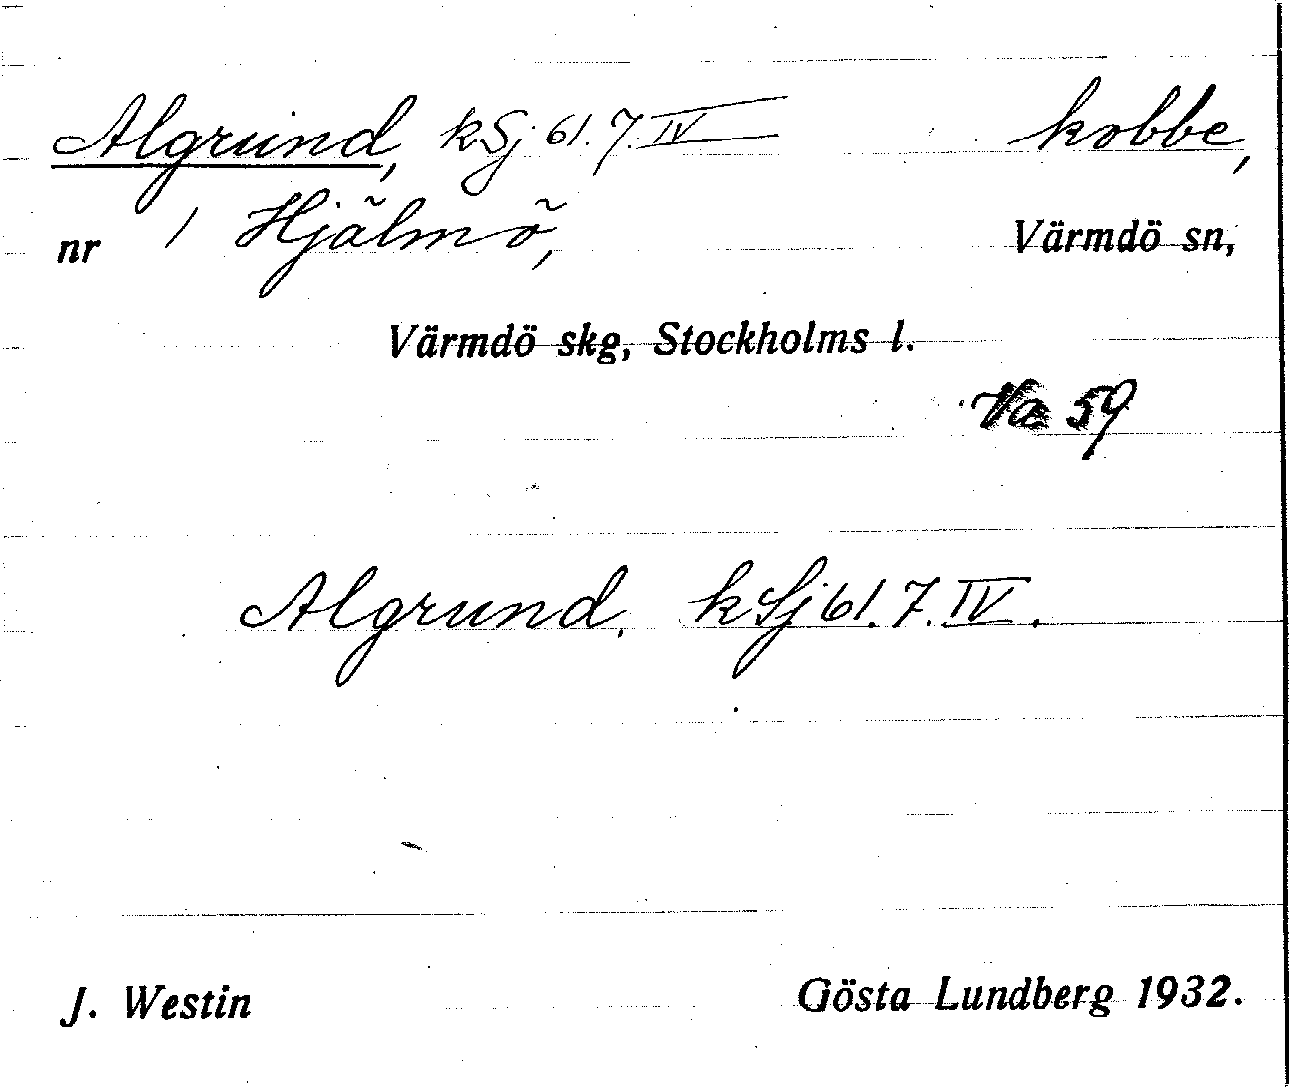 Algrund, kSj 61.7.IV kobbe,
nr 1 Hjälmö, Värmdö sn,
Värmdö skg, Stockholms l.
Va 59
Algrund, kSj 61.7.IV.
J. Westin Gösta Lundberg 1932.